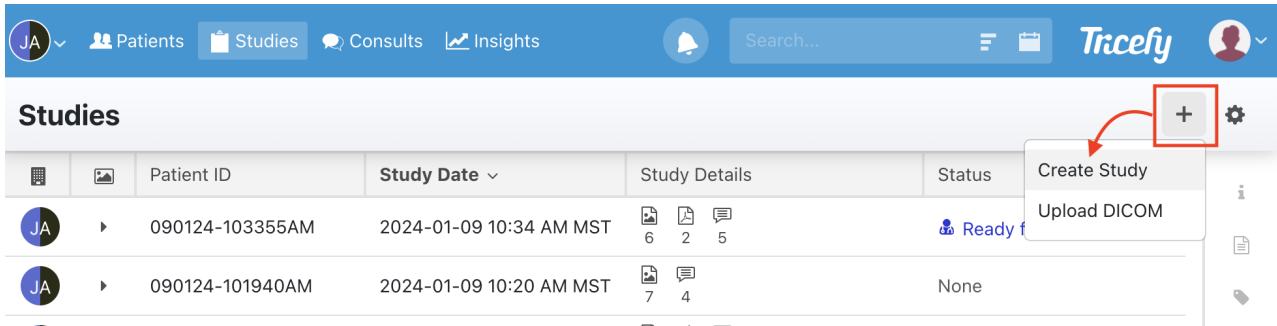 JA Patients Studies Consults Insights Search... Tricefy
Studies +
Create Study
Upload DICOM
Patient ID Study Date Study Details Status
JA 090124-103355AM 2024-01-09 10:34 AM MST 6 2 5 Ready f
JA 090124-101940AM 2024-01-09 10:20 AM MST 7 4 None